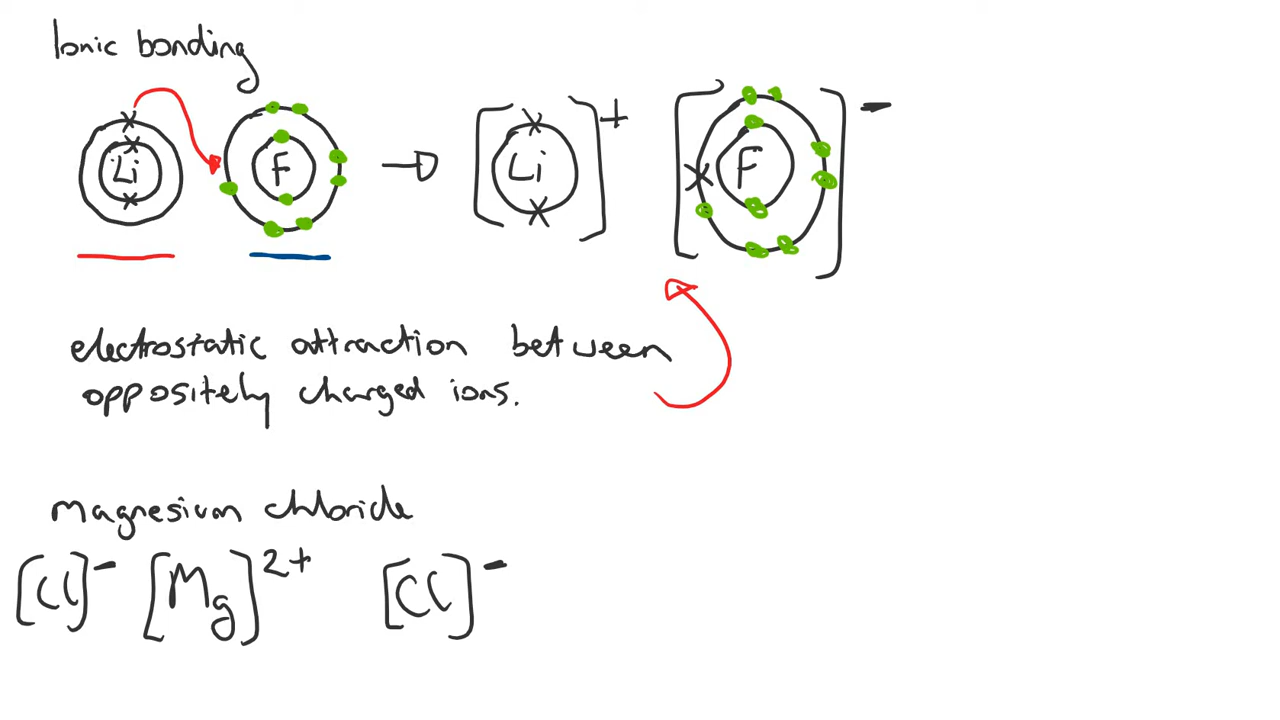 Ionic bonding
Li F → [Li]+ [F]-
electrostatic attraction between
oppositely charged ions.
magnesium chloride
[Cl]- [Mg]2+ [Cl]-